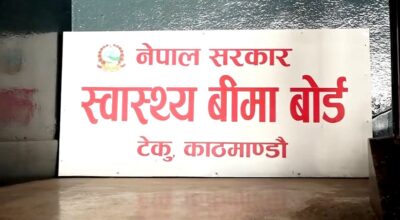 नेपाल सरकार
स्वास्थ्य बीमा बोर्ड
टेकु, काठमाण्डौ